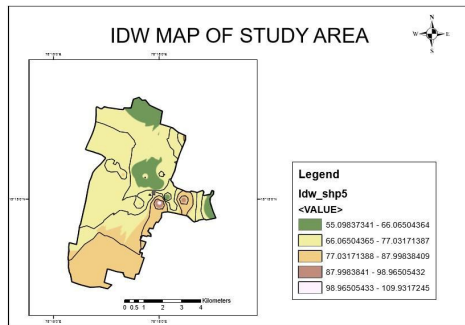 IDW MAP OF STUDY AREA
N
W E
S
Legend
Idw_shp5
<VALUE>
55.09837341 - 66.06504364
66.06504365 - 77.03171387
77.03171388 - 87.99838409
87.9983841 - 98.96505432
98.96505433 - 109.9317245
Kilometers
0 0.5 1 2 3 4